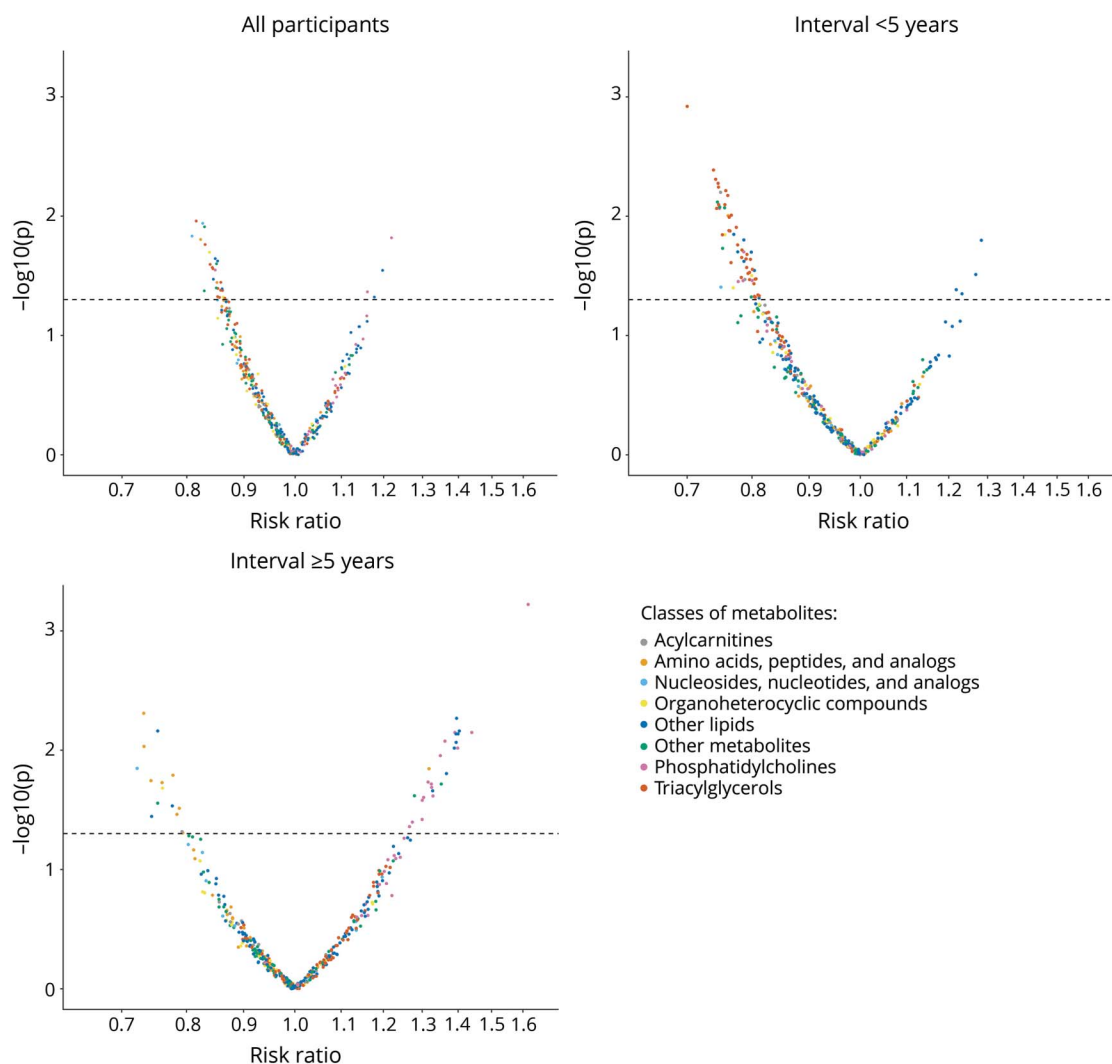 All participants
3
2
1
0
−log10(p)
0.7 0.8 0.9 1.0 1.1 1.2 1.3 1.4 1.5 1.6
Risk ratio
Interval <5 years
3
2
1
0
−log10(p)
0.7 0.8 0.9 1.0 1.1 1.2 1.3 1.4 1.5 1.6
Risk ratio
Interval ≥5 years
3
2
1
0
−log10(p)
0.7 0.8 0.9 1.0 1.1 1.2 1.3 1.4 1.5 1.6
Risk ratio
Classes of metabolites:
Acylcarnitines
Amino acids, peptides, and analogs
Nucleosides, nucleotides, and analogs
Organoheterocyclic compounds
Other lipids
Other metabolites
Phosphatidylcholines
Triacylglycerols